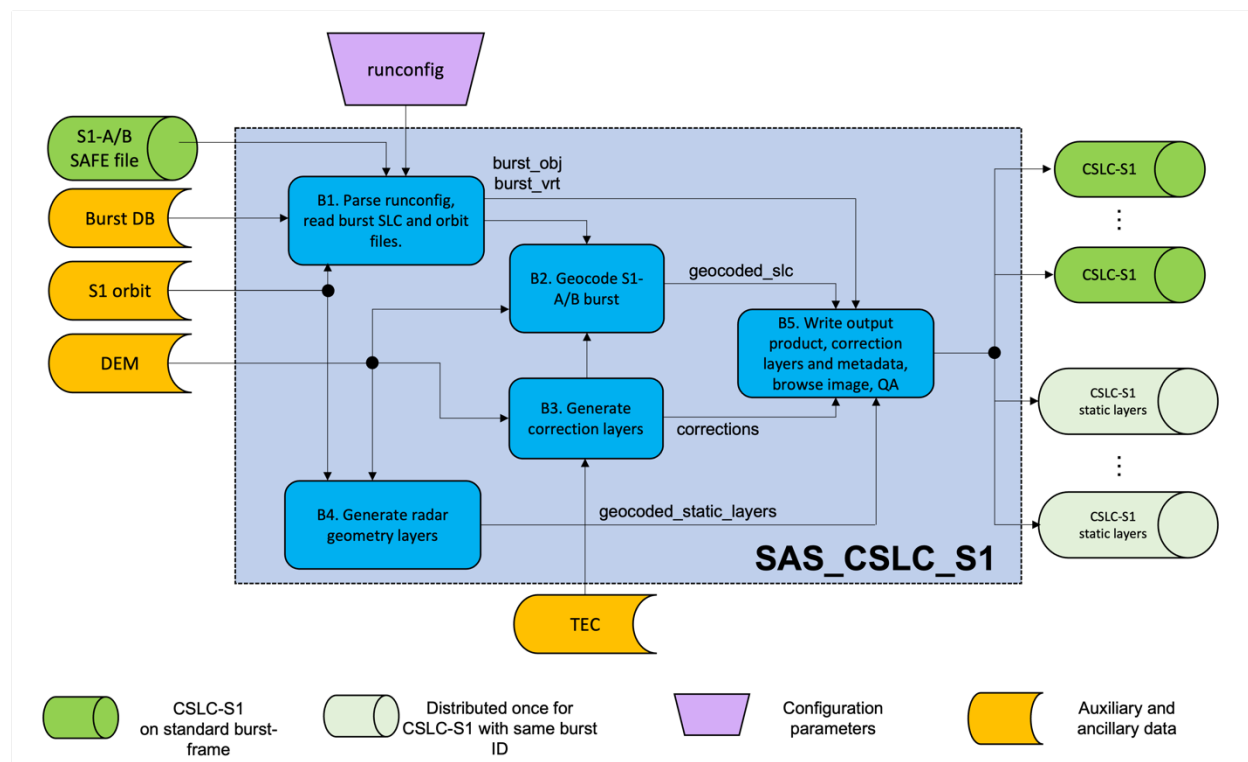 runconfig
S1-A/B
SAFE file
Burst DB
S1 orbit
DEM
burst_obj
burst_vrt
B1. Parse runconfig,
read burst SLC and orbit
files.
B2. Geocode S1-
A/B burst
geocoded_slc
B3. Generate
correction layers
corrections
B4. Generate radar
geometry layers
geocoded_static_layers
B5. Write output
product, correction
layers and metadata,
browse image, QA
SAS_CSLC_S1
TEC
CSLC-S1
⋮
CSLC-S1
CSLC-S1
static layers
⋮
CSLC-S1
static layers
CSLC-S1
on standard burst-
frame
Distributed once for
CSLC-S1 with same burst
ID
Configuration
parameters
Auxiliary and
ancillary data